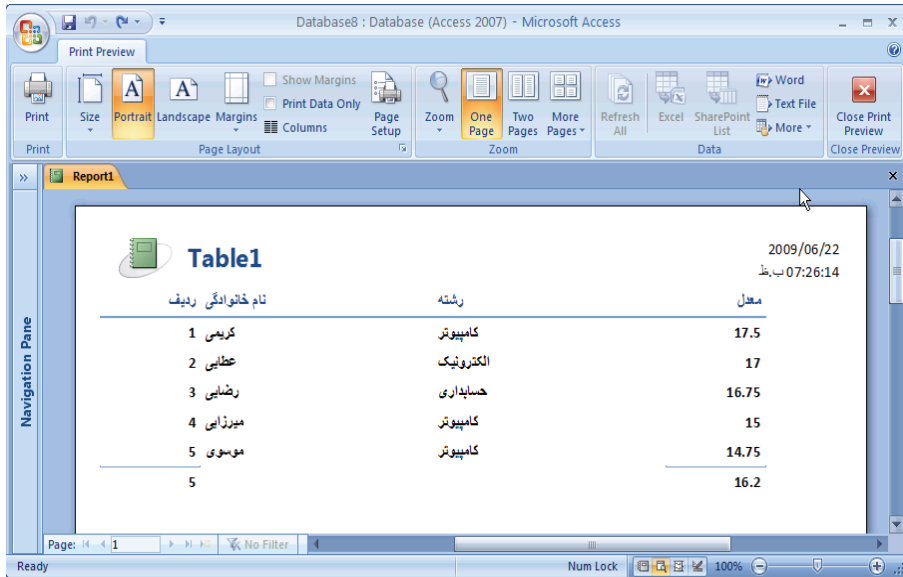 Database8 : Database (Access 2007) - Microsoft Access
Print Preview
Print
Size
Portrait
Landscape
Margins
Show Margins
Print Data Only
Columns
Page Setup
Zoom
One Page
Two Pages
More Pages
Refresh All
Excel
SharePoint List
Word
Text File
More
Close Print Preview
Print
Page Layout
Zoom
Data
Close Preview
Report1
Navigation Pane
Table1
2009/06/22
07:26:14 ب.ظ
ردیف نام خانوادگی رشته معدل
1 کریمی کامپیوتر 17.5
2 عطایی الکترونیک 17
3 رضایی حسابداری 16.75
4 میرزایی کامپیوتر 15
5 موسوی کامپیوتر 14.75
5 16.2
Page: 1 No Filter
Ready Num Lock 100%